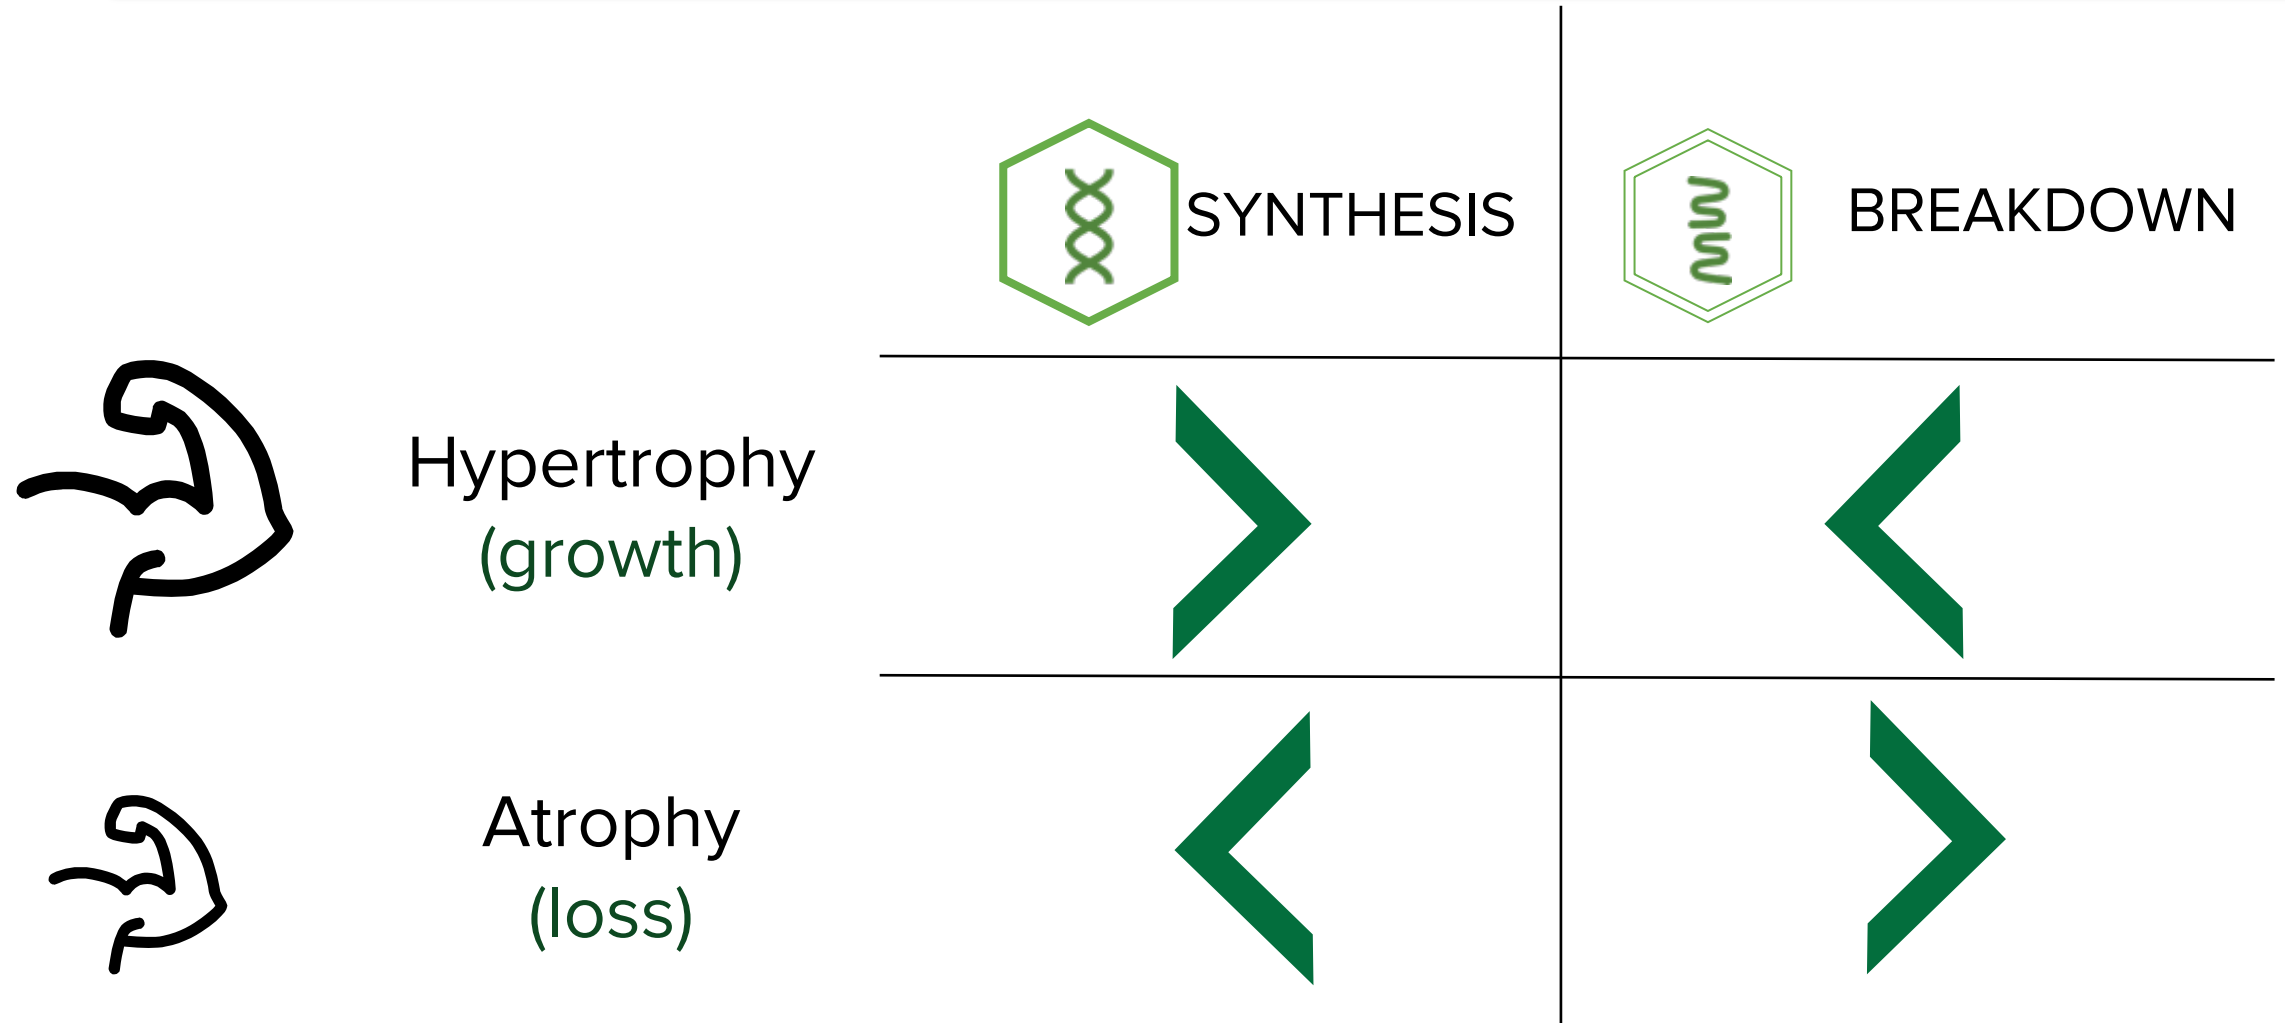 SYNTHESIS
BREAKDOWN
Hypertrophy
(growth)
Atrophy
(loss)